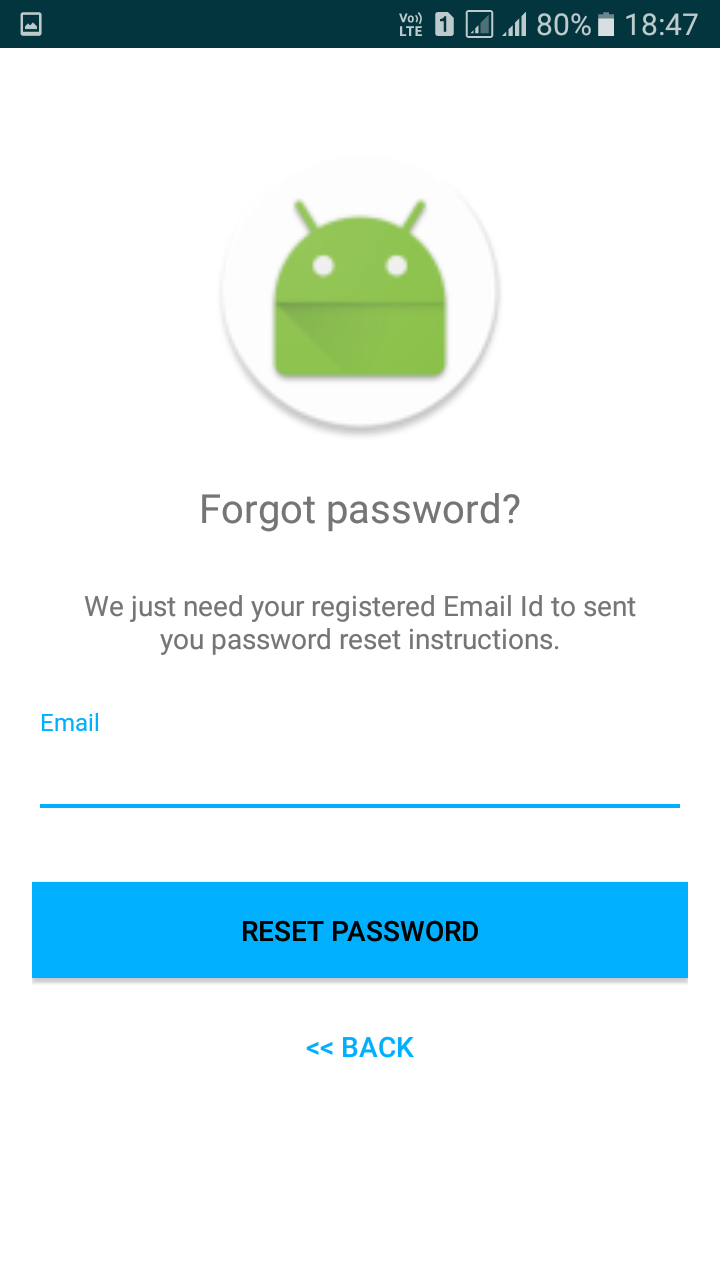 Vo)) LTE 1 80% 18:47
Forgot password?
We just need your registered Email Id to sent
you password reset instructions.
Email
RESET PASSWORD
<< BACK